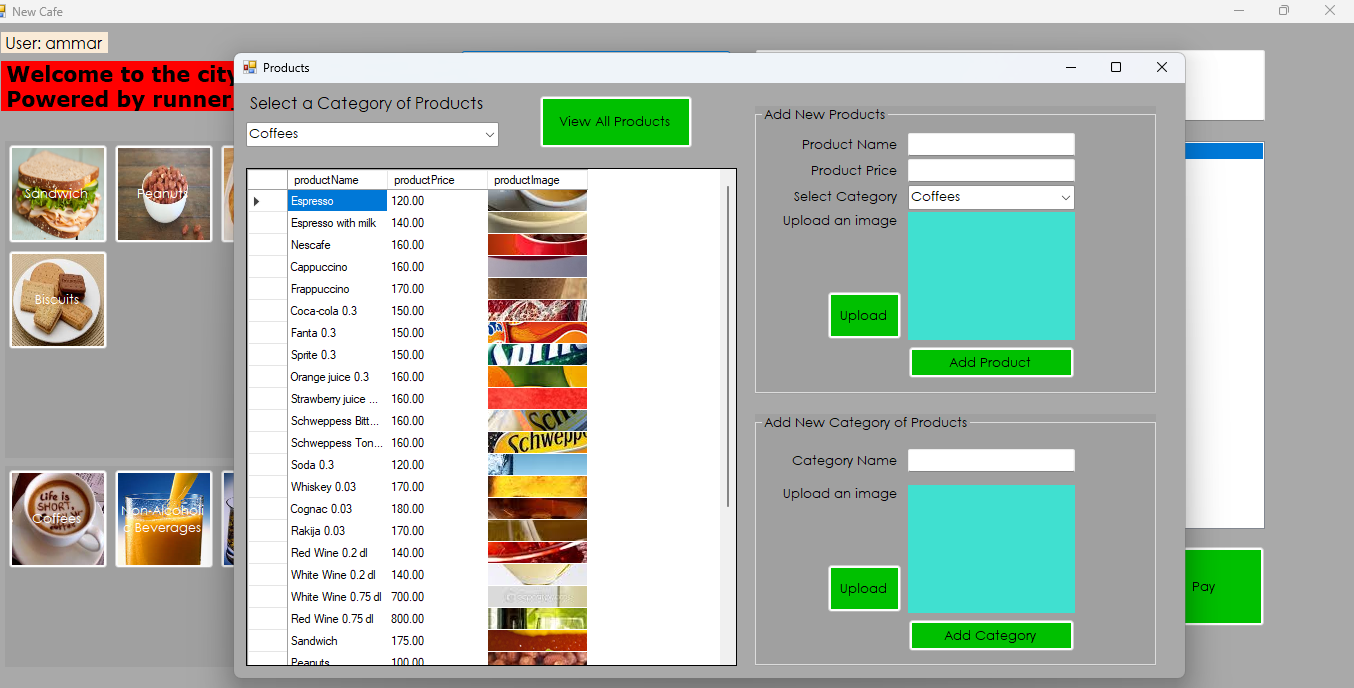 New Cafe
User: ammar
Welcome to the city
Powered by runner
Sandwich
Peanuts
Biscuits
Life is
SHORT.
Coffees
Non-Alcoholi
c Beverages
Products
Select a Category of Products
Coffees
View All Products
productName productPrice productImage
Espresso 120.00
Espresso with milk 140.00
Nescafe 160.00
Cappuccino 160.00
Frappuccino 170.00
Coca-cola 0.3 150.00
Fanta 0.3 150.00
Sprite 0.3 150.00 Sprite
Orange juice 0.3 160.00
Strawberry juice ... 160.00
Schweppess Bitt... 160.00
Schweppess Ton... 160.00 Schweppe
Soda 0.3 120.00
Whiskey 0.03 170.00
Cognac 0.03 180.00
Rakija 0.03 170.00
Red Wine 0.2 dl 140.00
White Wine 0.2 dl 140.00
White Wine 0.75 dl 700.00
Red Wine 0.75 dl 800.00
Sandwich 175.00
Peanuts 100.00
Add New Products
Product Name
Product Price
Select Category Coffees
Upload an image
Upload
Add Product
Add New Category of Products
Category Name
Upload an image
Upload
Add Category
Pay